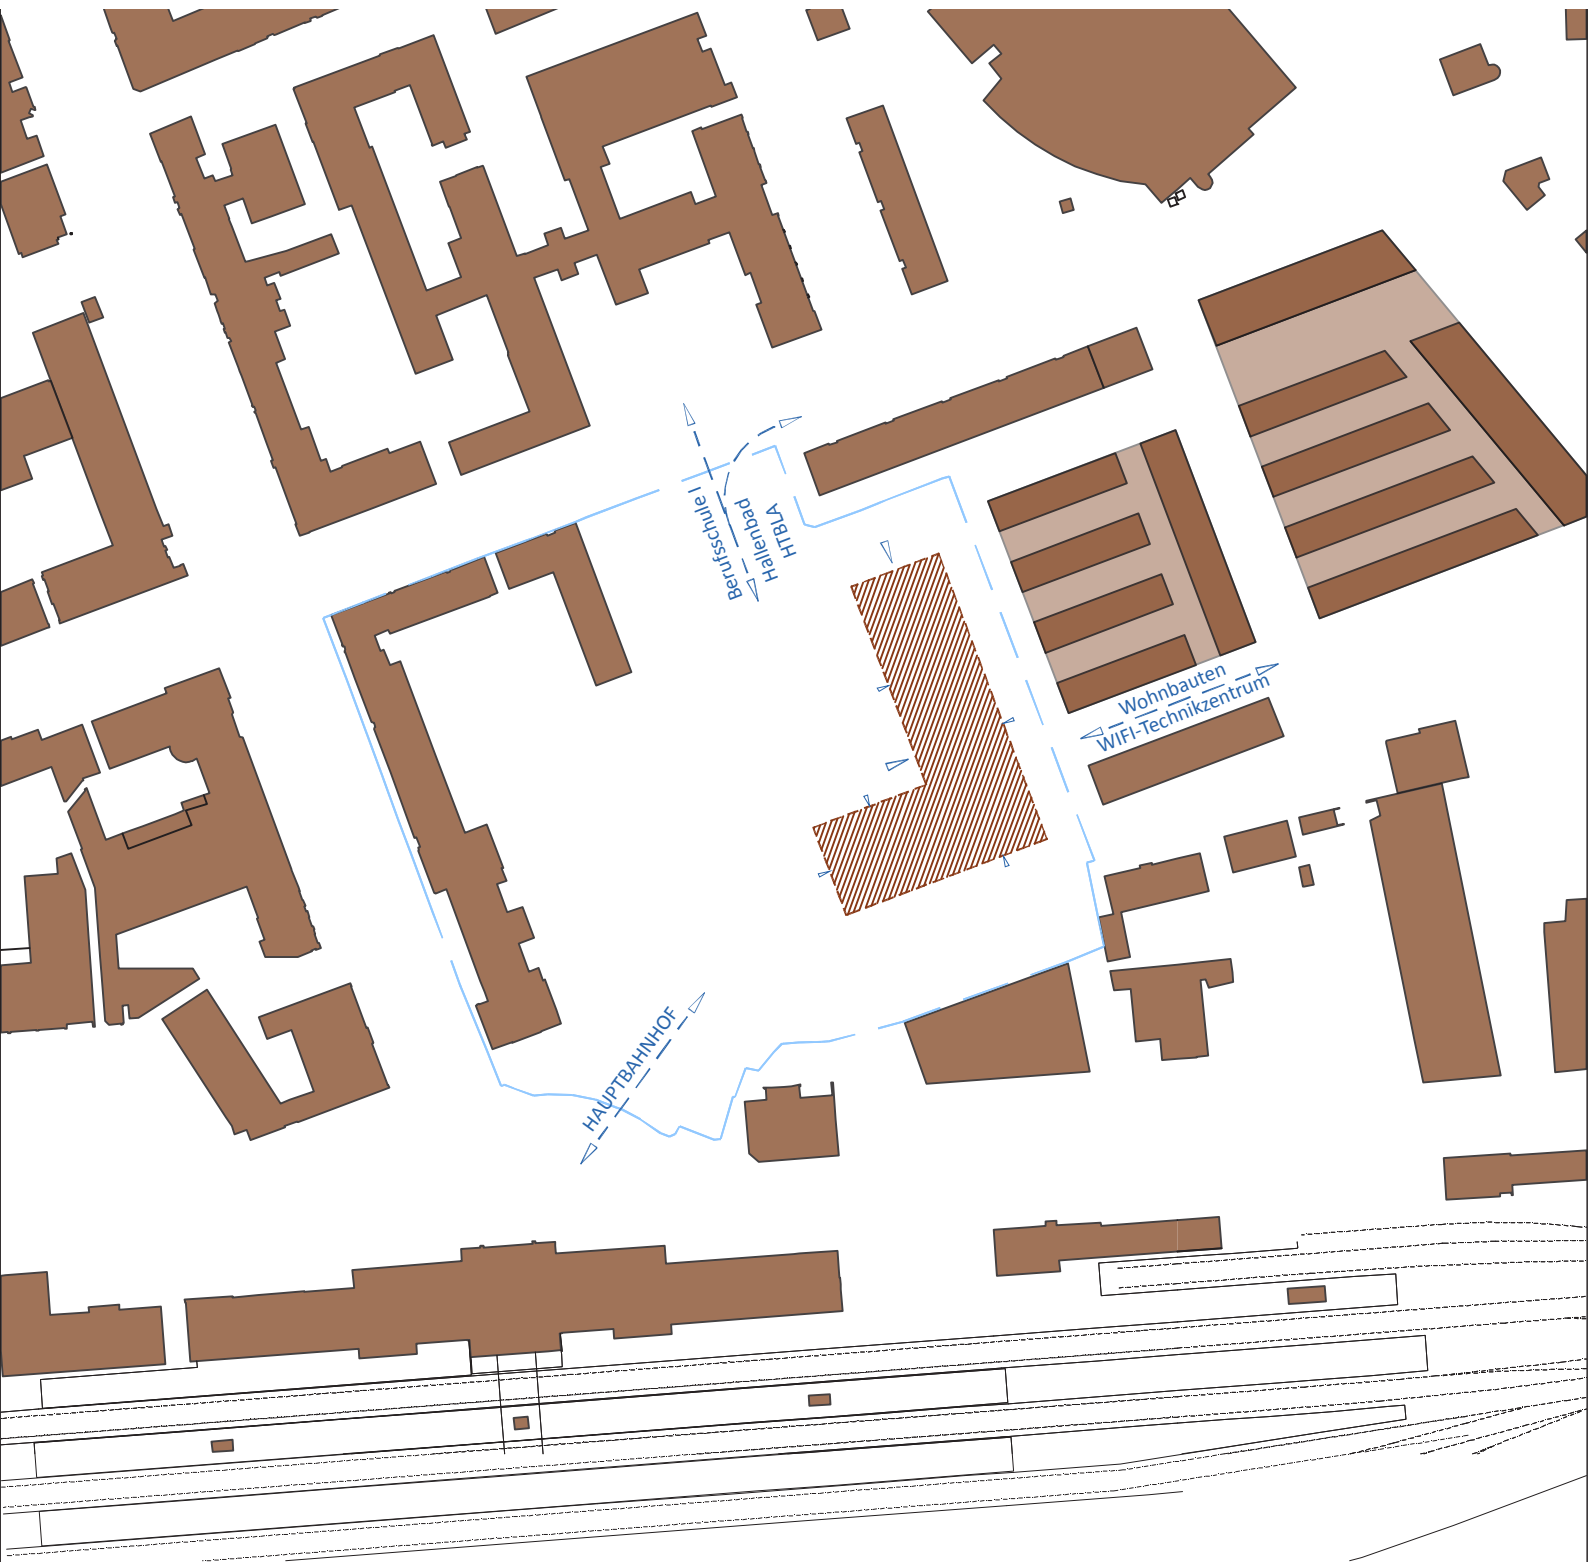 Berufsschule I
Hallenbad
HTBLA
Wohnbauten
WIFI-Technikzentrum
HAUPTBAHNHOF